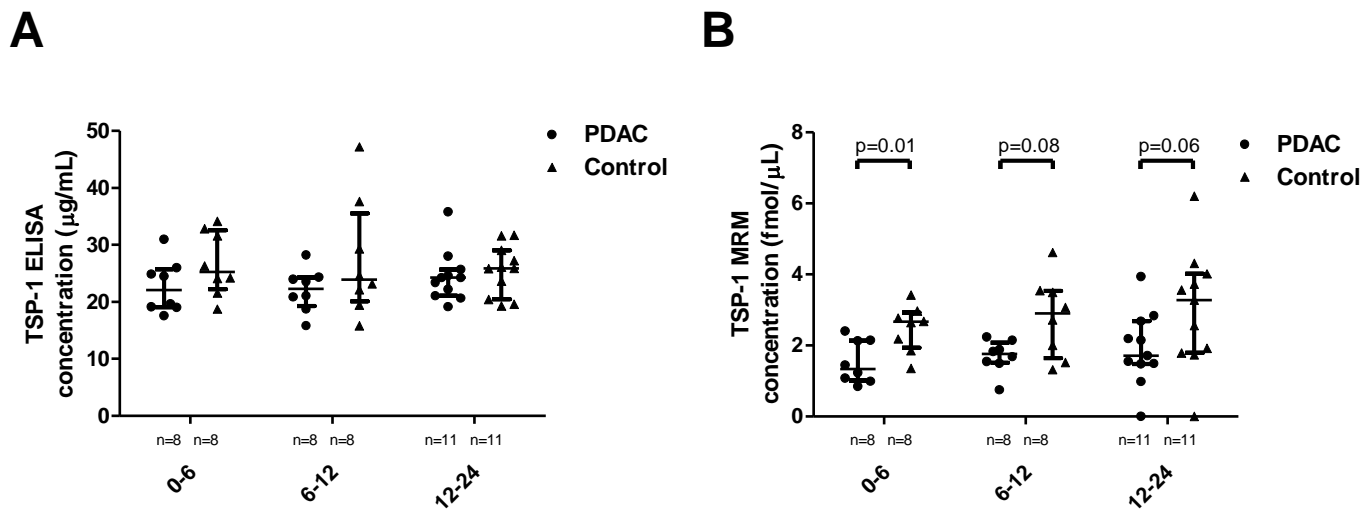 A
TSP-1 ELISA
concentration (μg/mL)
50
40
30
20
10
0
PDAC
Control
n=8 n=8
n=8 n=8
n=11 n=11
0-6
6-12
12-24
B
TSP-1 MRM
concentration (fmol/μL)
8
6
4
2
0
p=0.01
p=0.08
p=0.06
PDAC
Control
n=8 n=8
n=8 n=8
n=11 n=11
0-6
6-12
12-24